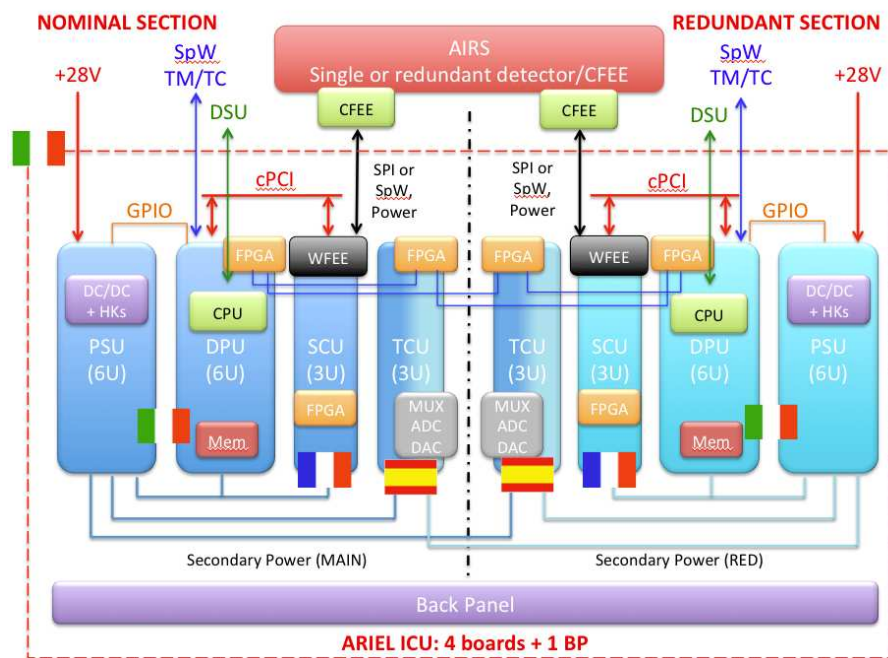 NOMINAL SECTION
REDUNDANT SECTION
SpW
TM/TC
+28V
DSU
AIRS
Single or redundant detector/CFEE
CFEE
CFEE
SpW
TM/TC
+28V
DSU
cPCI
SPI or
SpW,
Power
SPI or
SpW,
Power
cPCI
GPIO
GPIO
FPGA
WFEE
FPGA
FPGA
WFEE
FPGA
DC/DC
+ HKs
CPU
CPU
DC/DC
+ HKs
PSU
(6U)
DPU
(6U)
SCU
(3U)
TCU
(3U)
TCU
(3U)
SCU
(3U)
DPU
(6U)
PSU
(6U)
Mem
FPGA
MUX
ADC
DAC
MUX
ADC
DAC
FPGA
Mem
Secondary Power (MAIN)
Secondary Power (RED)
Back Panel
ARIEL ICU: 4 boards + 1 BP